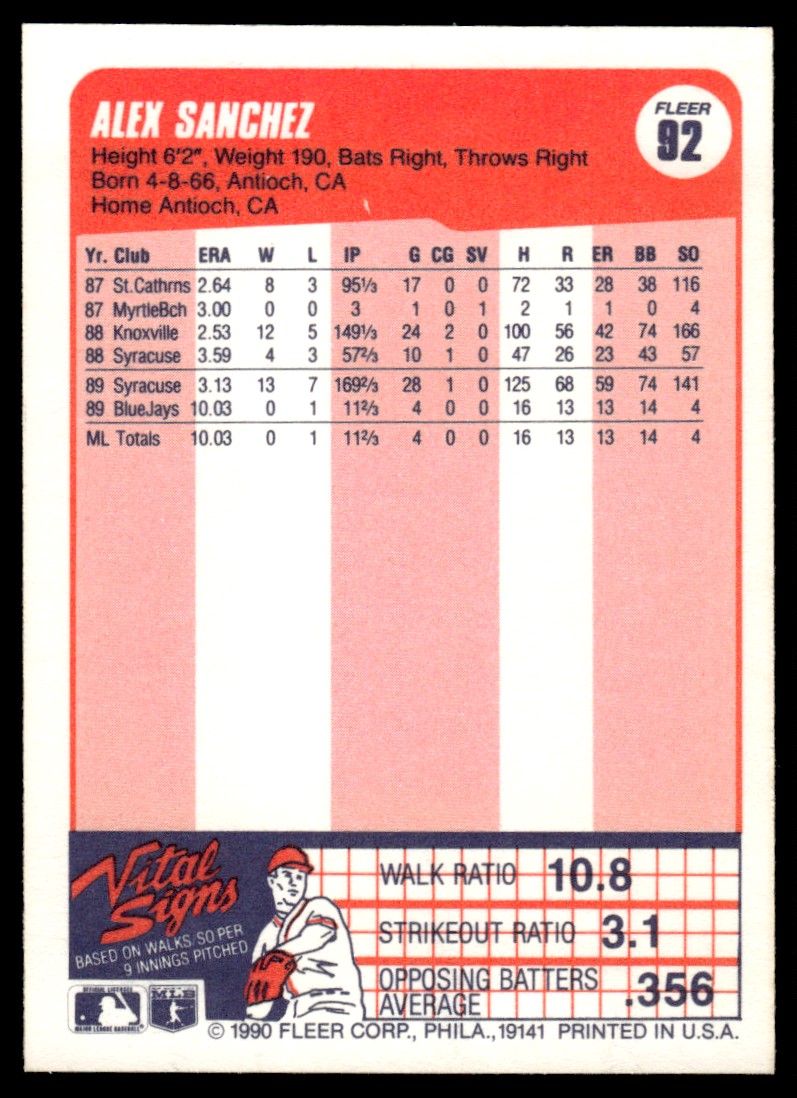 ALEX SANCHEZ
FLEER
92
Height 6'2", Weight 190, Bats Right, Throws Right
Born 4-8-66, Antioch, CA
Home Antioch, CA
Yr. Club ERA W L IP G CG SV H R ER BB SO
87 St.Cathrns 2.64 8 3 95⅓ 17 0 0 72 33 28 38 116
87 MyrtleBch 3.00 0 0 3 1 0 1 2 1 1 0 4
88 Knoxville 2.53 12 5 149⅓ 24 2 0 100 56 42 74 166
88 Syracuse 3.59 4 3 57⅔ 10 1 0 47 26 23 43 57
89 Syracuse 3.13 13 7 169⅔ 28 1 0 125 68 59 74 141
89 BlueJays 10.03 0 1 11⅔ 4 0 0 16 13 13 14 4
ML Totals 10.03 0 1 11⅔ 4 0 0 16 13 13 14 4
Vital
Signs
BASED ON WALKS/SO PER
9 INNINGS PITCHED
WALK RATIO 10.8
STRIKEOUT RATIO 3.1
OPPOSING BATTERS
AVERAGE .356
OFFICIAL LICENSEE
MAJOR LEAGUE BASEBALL
MLB
© 1990 FLEER CORP., PHILA., 19141 PRINTED IN U.S.A.